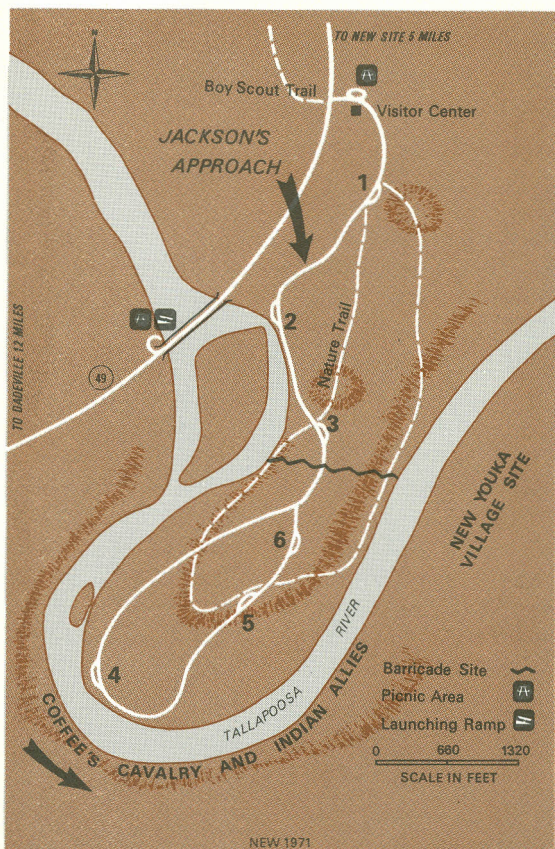 N
TO NEW SITE 5 MILES
Boy Scout Trail
Visitor Center
JACKSON'S
APPROACH
1
2
Nature Trail
TO DADEVILLE 12 MILES
49
3
NEW YOUKA
VILLAGE SITE
6
5
4
TALLAPOOSA RIVER
COFFEE'S CAVALRY AND INDIAN ALLIES
Barricade Site
Picnic Area
Launching Ramp
0 660 1320
SCALE IN FEET
NEW 1971